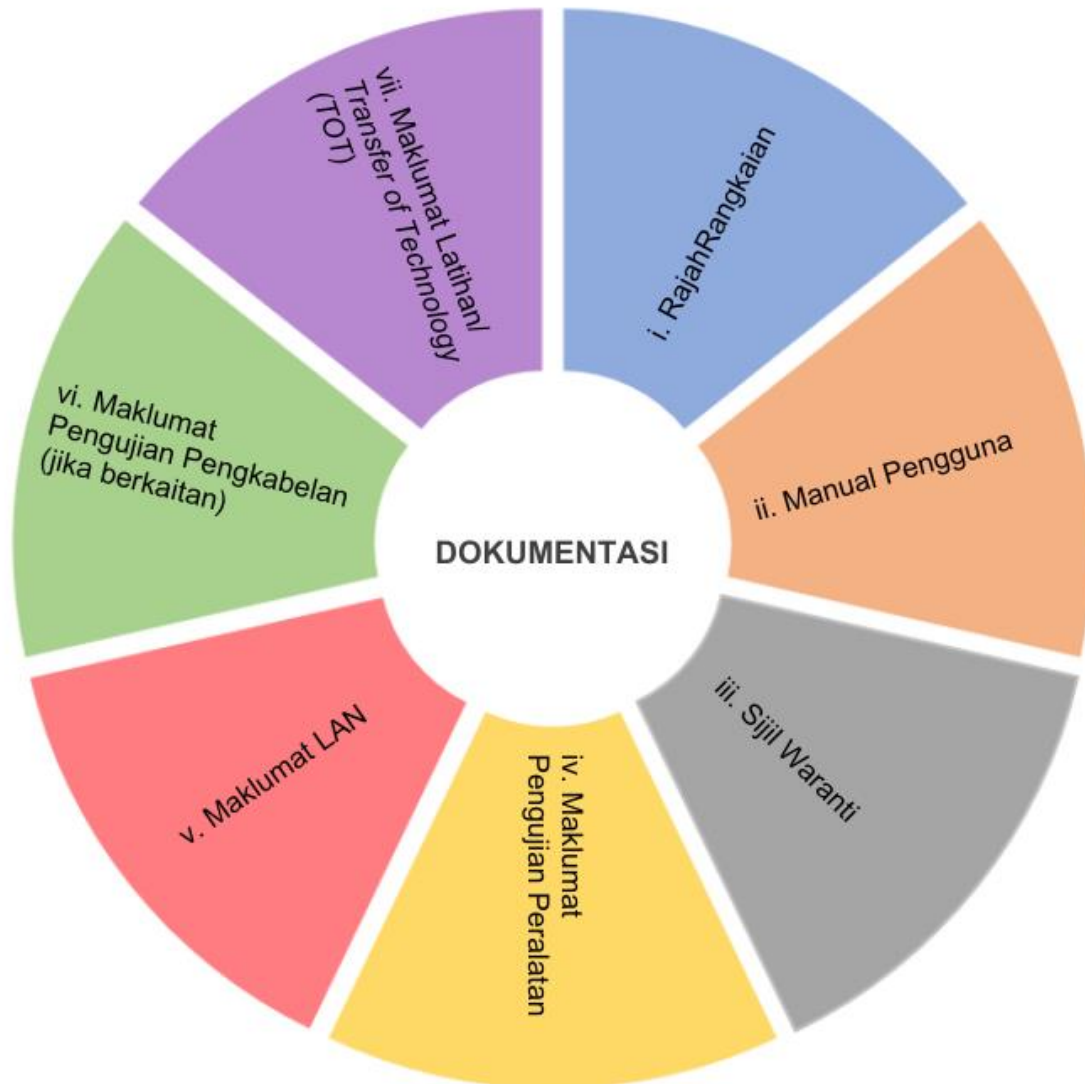 DOKUMENTASI
i. RajahRangkaian
ii. Manual Pengguna
iii. Sijil Waranti
iv. Maklumat
Pengujian Peralatan
v. Maklumat LAN
vi. Maklumat
Pengujian Pengkabelan
(jika berkaitan)
vii. Maklumat Latihan/
Transfer of Technology
(TOT)